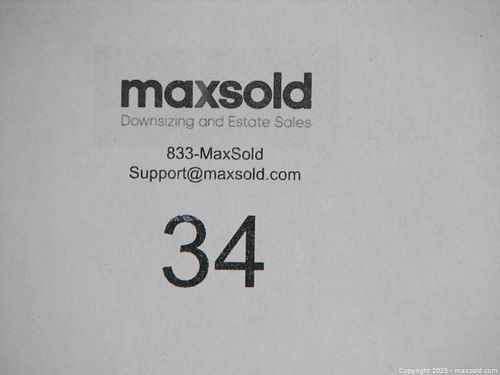 maxsold
Downsizing and Estate Sales
833-MaxSold
Support@maxsold.com
34
Copyright 2025 - maxsold.com